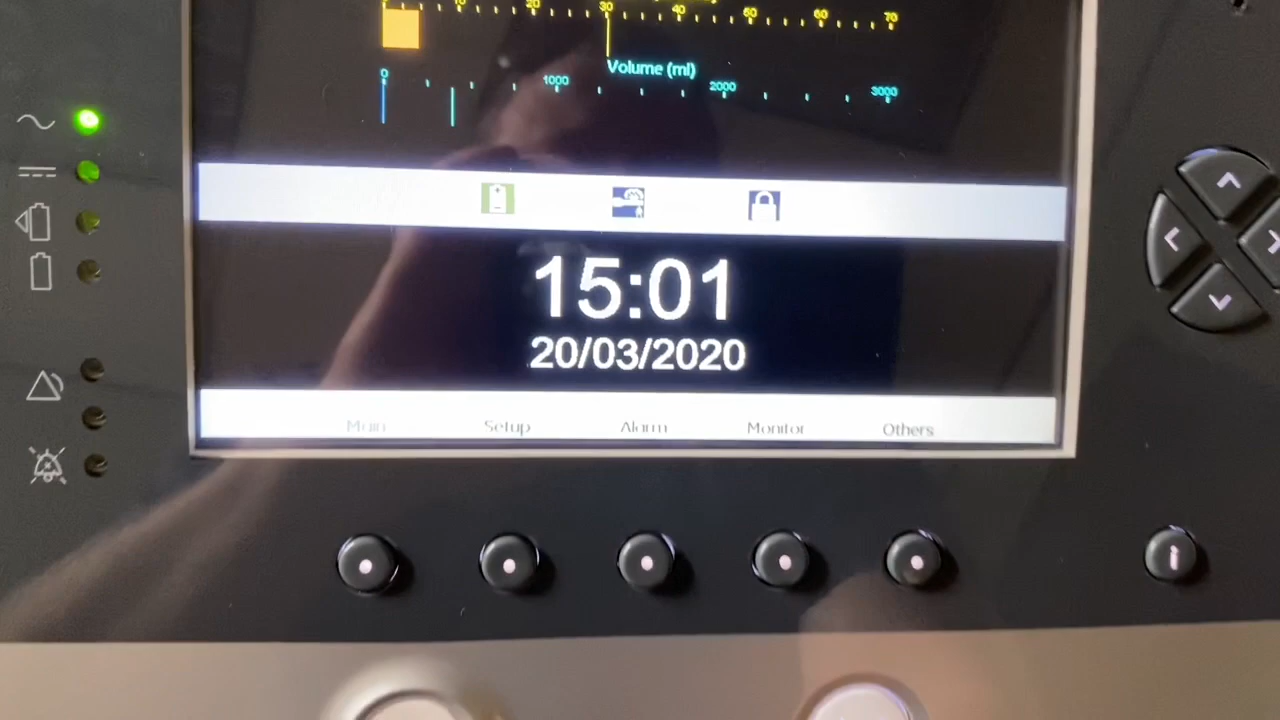 10 20 30 40 50 60 70
Volume (ml)
0 1000 2000 3000
15:01
20/03/2020
Main Setup Alarm Monitor Others
i